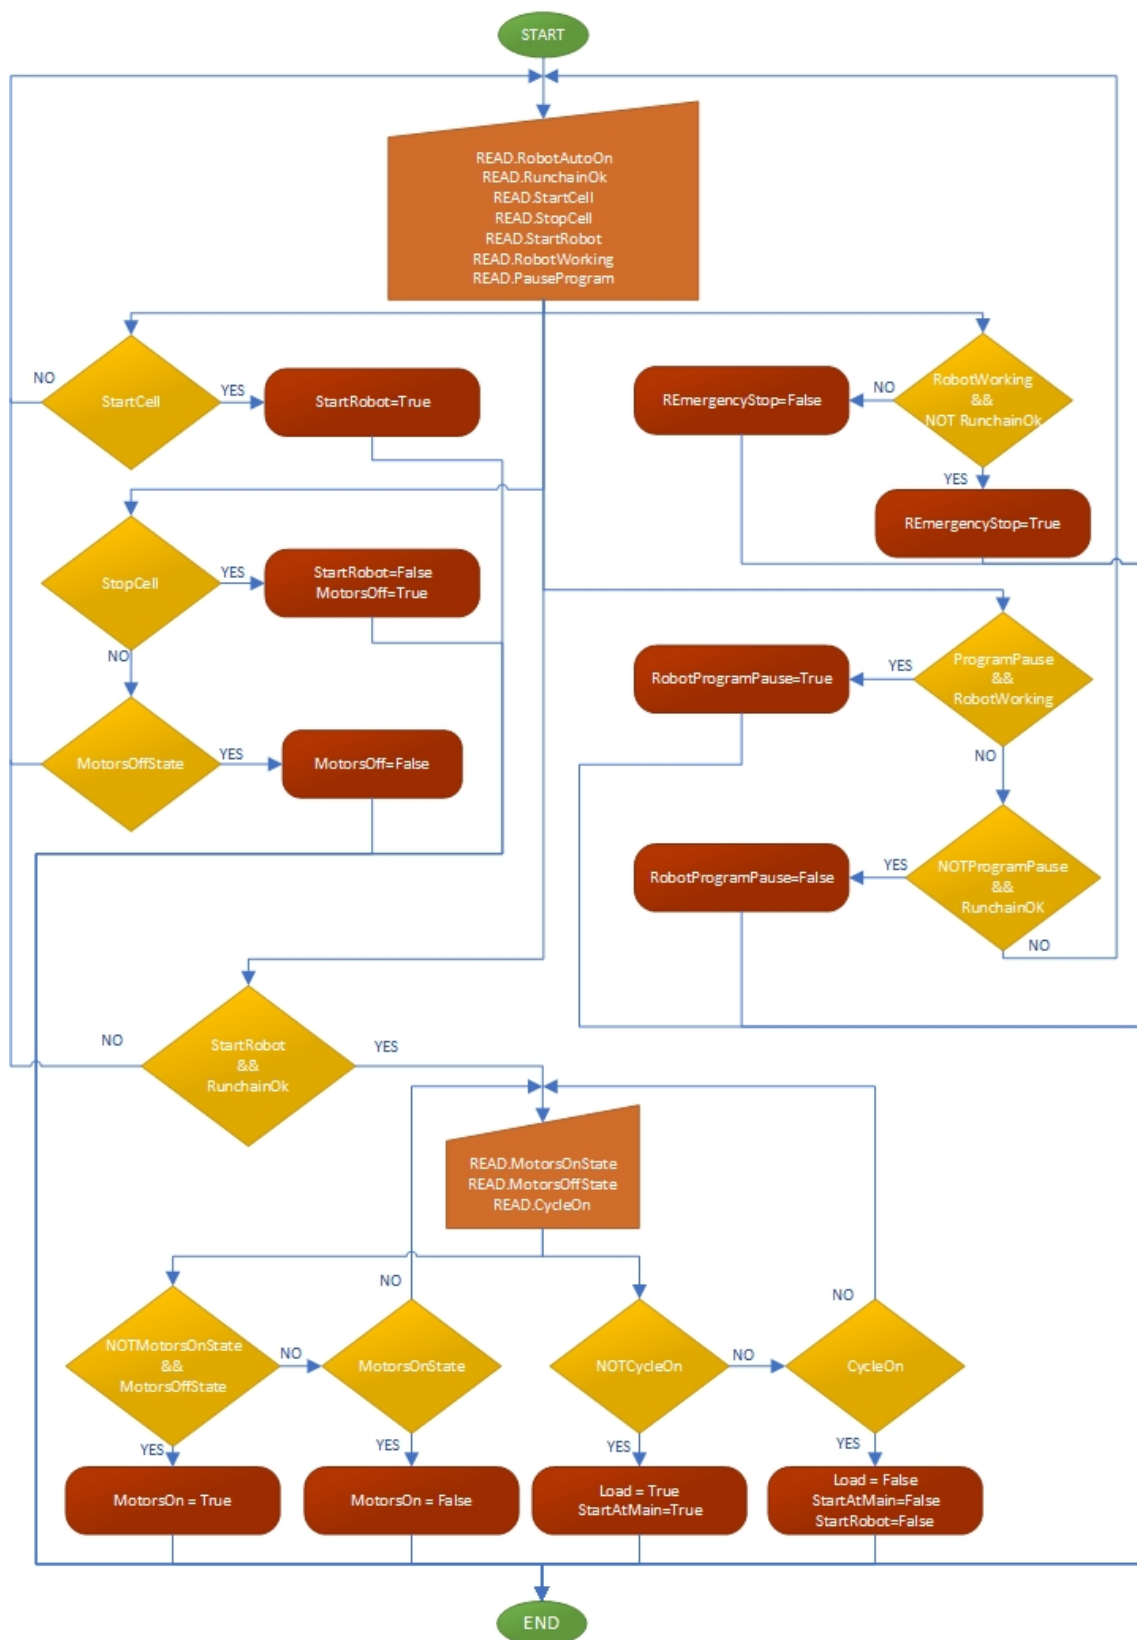 START
READ.RobotAutoOn
READ.RunchainOk
READ.StartCell
READ.StopCell
READ.StartRobot
READ.RobotWorking
READ.PauseProgram
NO
StartCell
YES
StartRobot=True
REmergencyStop=False
NO
RobotWorking
&&
NOT RunchainOk
YES
REmergencyStop=True
StopCell
YES
StartRobot=False
MotorsOff=True
NO
MotorsOffState
YES
MotorsOff=False
RobotProgramPause=True
YES
ProgramPause
&&
RobotWorking
NO
RobotProgramPause=False
YES
NOTProgramPause
&&
RunchainOK
NO
NO
StartRobot
&&
RunchainOk
YES
READ.MotorsOnState
READ.MotorsOffState
READ.CycleOn
NOTMotorsOnState
&&
MotorsOffState
NO
YES
NO
MotorsOnState
YES
NOTCycleOn
NO
YES
NO
CycleOn
YES
MotorsOn = True
MotorsOn = False
Load = True
StartAtMain=True
Load = False
StartAtMain=False
StartRobot=False
END